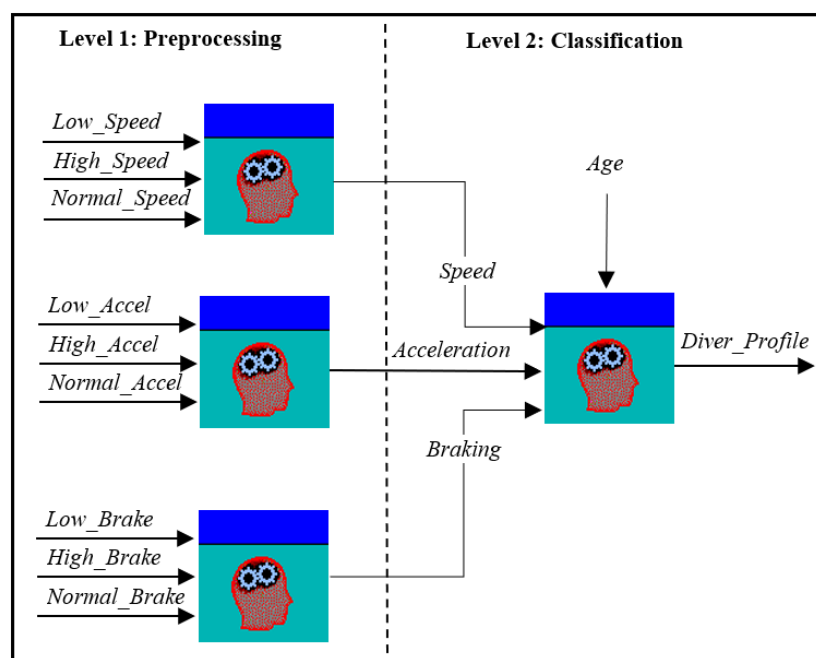 Level 1: Preprocessing
Level 2: Classification
Low_Speed
High_Speed
Normal_Speed
Age
Speed
Low_Accel
High_Accel
Normal_Accel
Acceleration
Diver_Profile
Braking
Low_Brake
High_Brake
Normal_Brake